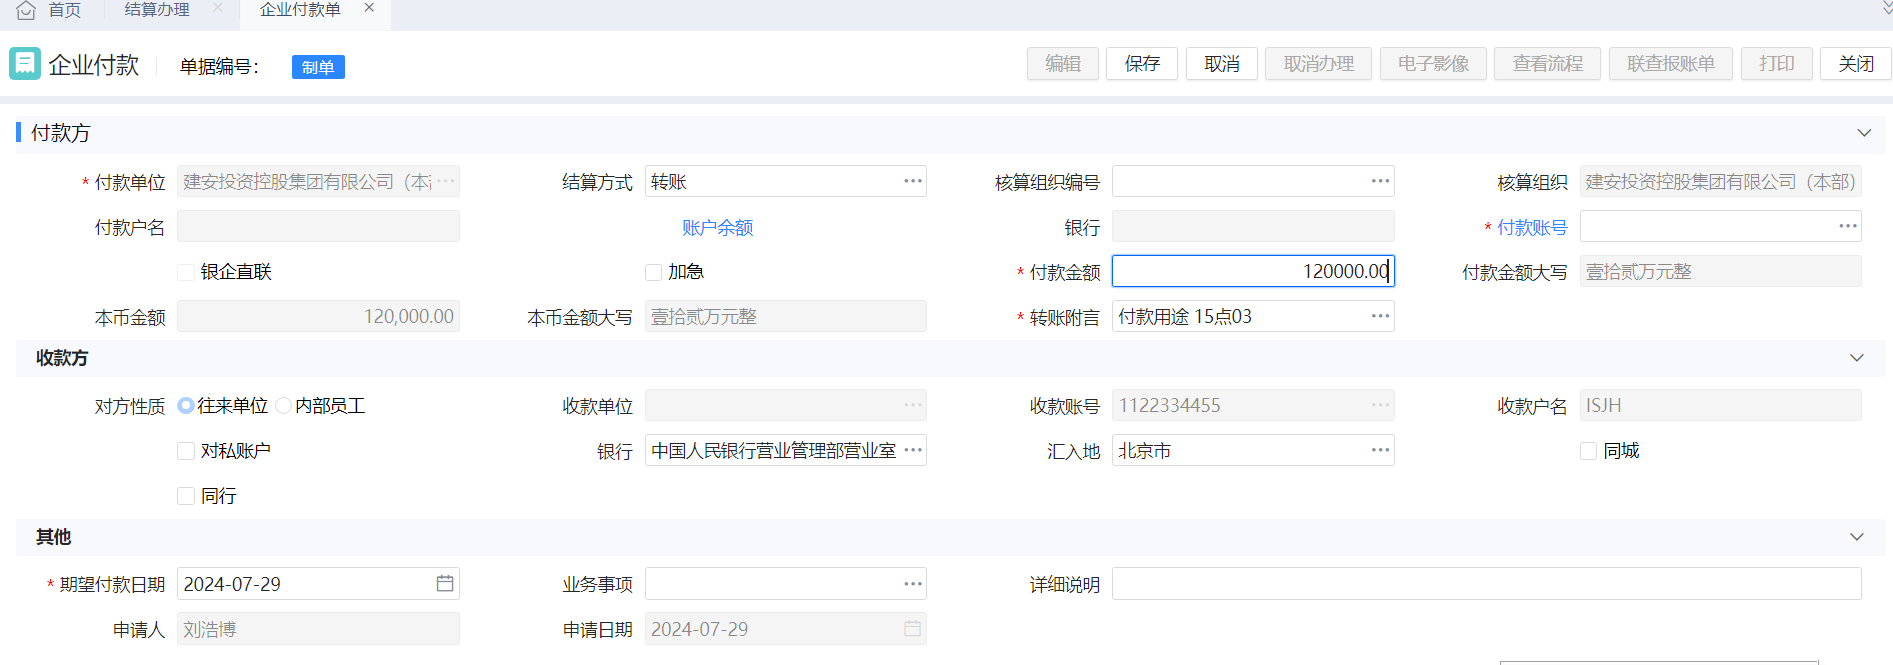 首页 结算办理 × 企业付款单 ×
企业付款 单据编号： 制单 编辑 保存 取消 取消办理 电子影像 查看流程 联查报账单 打印 关闭
付款方
* 付款单位 建安投资控股集团有限公司（本 ··· 结算方式 转账 ··· 核算组织编号 ··· 核算组织 建安投资控股集团有限公司（本部）
付款户名 账户余额 银行 * 付款账号 ···
银企直联 加急 * 付款金额 120000.00 付款金额大写 壹拾贰万元整
本币金额 120,000.00 本币金额大写 壹拾贰万元整 * 转账附言 付款用途 15点03 ···
收款方
对方性质 往来单位 内部员工 收款单位 ··· 收款账号 1122334455 ··· 收款户名 ISJH
对私账户 银行 中国人民银行营业管理部营业室 ··· 汇入地 北京市 ··· 同城
同行
其他
* 期望付款日期 2024-07-29 业务事项 ··· 详细说明
申请人 刘浩博 申请日期 2024-07-29